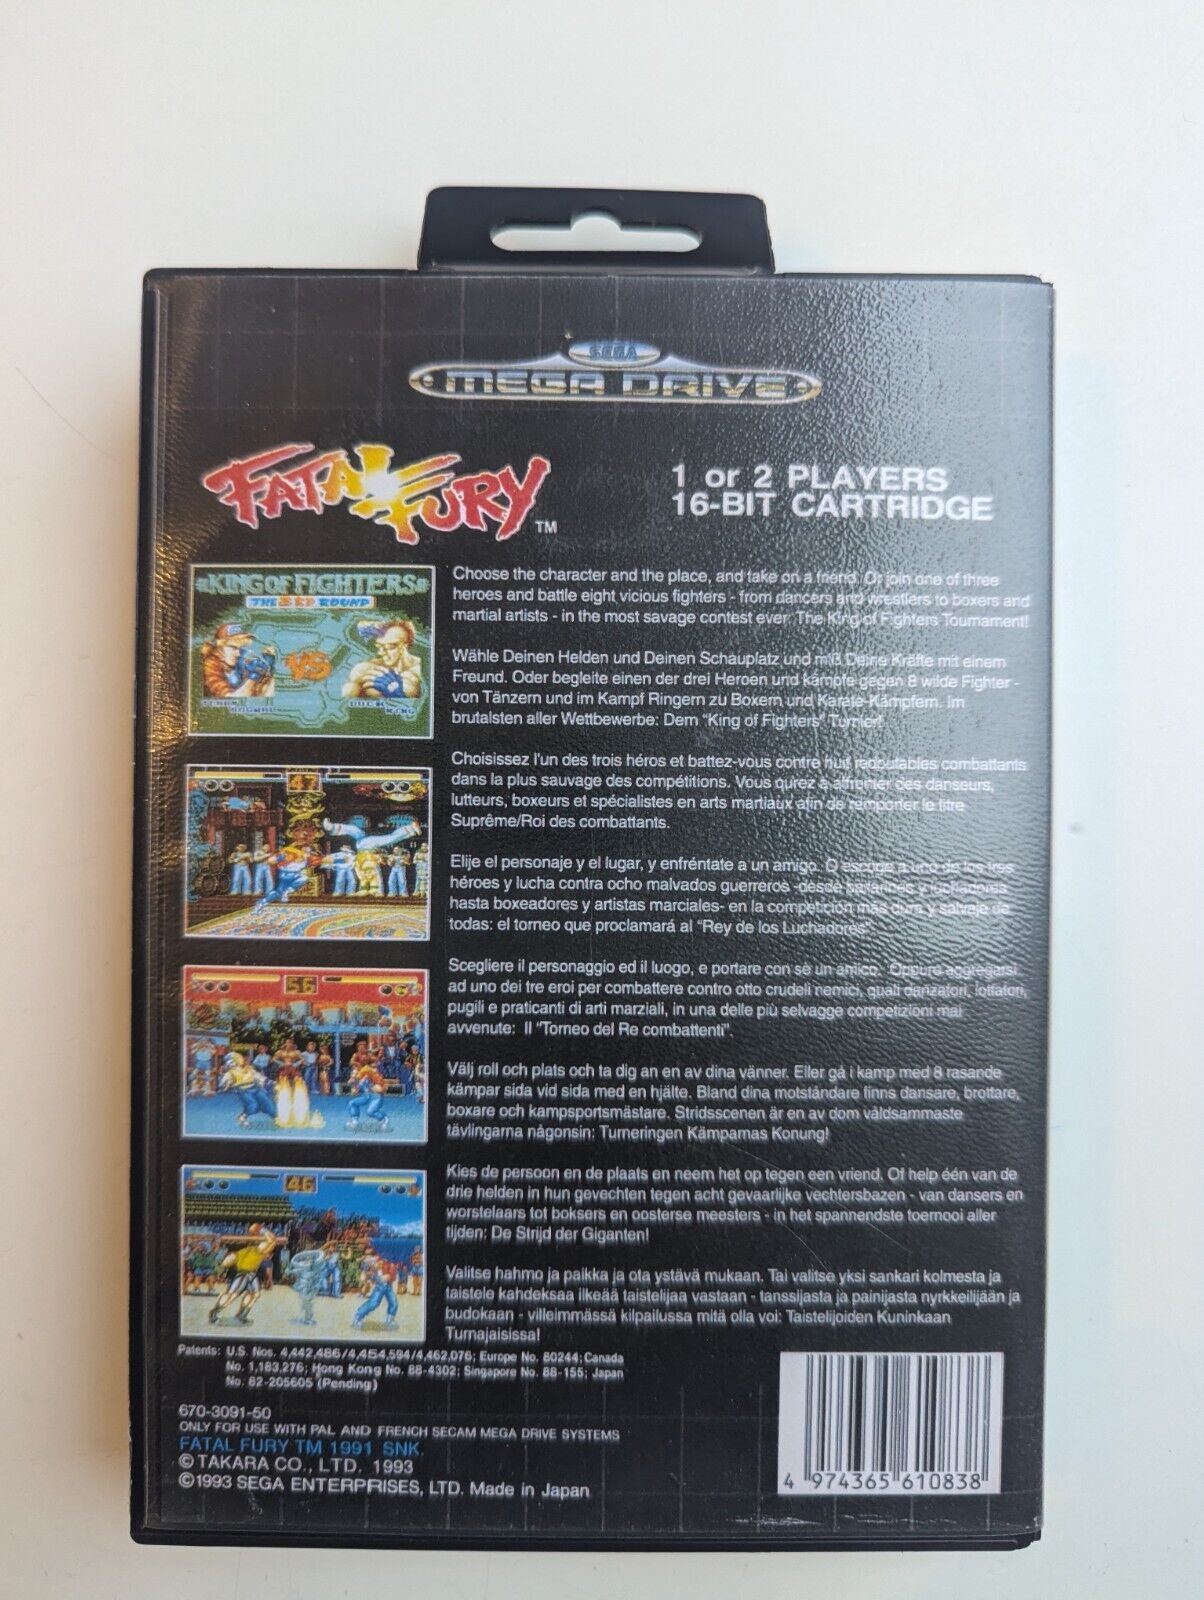 SEGA
MEGA DRIVE
FATAL FURY TM
1 or 2 PLAYERS
16-BIT CARTRIDGE
KING OF FIGHTERS
THE 3RD ROUND
VS
TERRY BOGARD
DUCK KING
Choose the character and the place, and take on a friend. Or join one of three
heroes and battle eight vicious fighters - from dancers and wrestlers to boxers and
martial artists - in the most savage contest ever: The King of Fighters Tournament!
Wähle Deinen Helden und Deinen Schauplatz und miß Deine Kräfte mit einem
Freund. Oder begleite einen der drei Heroen und kämpfe gegen 8 wilde Fighter -
von Tänzern und im Kampf Ringern zu Boxern und Karate-Kämpfern. Im
brutalsten aller Wettbewerbe: Dem "King of Fighters" Turnier!
47
Choisissez l'un des trois héros et battez-vous contre huit redoutables combattants
dans la plus sauvage des compétitions. Vous qurez à affronter des danseurs,
lutteurs, boxeurs et spécialistes en arts martiaux afin de remporter le titre
Suprême/Roi des combattants.
Elije el personaje y el lugar, y enfréntate a un amigo. O escoge a uno de los tres
héroes y lucha contra ocho malvados guerreros -desde bailarines y luchadores
hasta boxeadores y artistas marciales- en la competición más dura y salvaje de
todas: el torneo que proclamará al "Rey de los Luchadores"
56
Scegliere il personaggio ed il luogo, e portare con sè un amico. Oppure aggregarsi
ad uno dei tre eroi per combattere contro otto crudeli nemici, quali danzatori, lottatori,
pugili e praticanti di arti marziali, in una delle più selvagge competizioni mai
avvenute: Il "Torneo del Re combattenti".
Välj roll och plats och ta dig an en av dina vänner. Eller gå i kamp med 8 rasande
kämpar sida vid sida med en hjälte. Bland dina motståndare finns dansare, brottare,
boxare och kampsportsmästare. Stridsscenen är en av dom våldsammaste
tävlingarna någonsin: Turneringen Kämparnas Konung!
46
Kies de persoon en de plaats en neem het op tegen een vriend. Of help één van de
drie helden in hun gevechten tegen acht gevaarlijke vechtersbazen - van dansers en
worstelaars tot boksers en oosterse meesters - in het spannendste toernooi aller
tijden: De Strijd der Giganten!
Valitse hahmo ja paikka ja ota ystävä mukaan. Tai valitse yksi sankari kolmesta ja
taistele kahdeksaa ilkeää taistelijaa vastaan - tanssijasta ja painijasta nyrkkeilijään ja
budokaan - villeimmässä kilpailussa mitä olla voi: Taistelijoiden Kuninkaan
Turnajaisissa!
Patents: U.S. Nos. 4,442,486/4,454,594/4,462,076; Europe No. 80244; Canada
No. 1,183,276; Hong Kong No. 88-4302; Singapore No. 88-155; Japan
No. 82-205605 (Pending)
670-3091-50
ONLY FOR USE WITH PAL AND FRENCH SECAM MEGA DRIVE SYSTEMS
FATAL FURY TM 1991 SNK.
© TAKARA CO., LTD. 1993
©1993 SEGA ENTERPRISES, LTD. Made in Japan
4 974365 610838